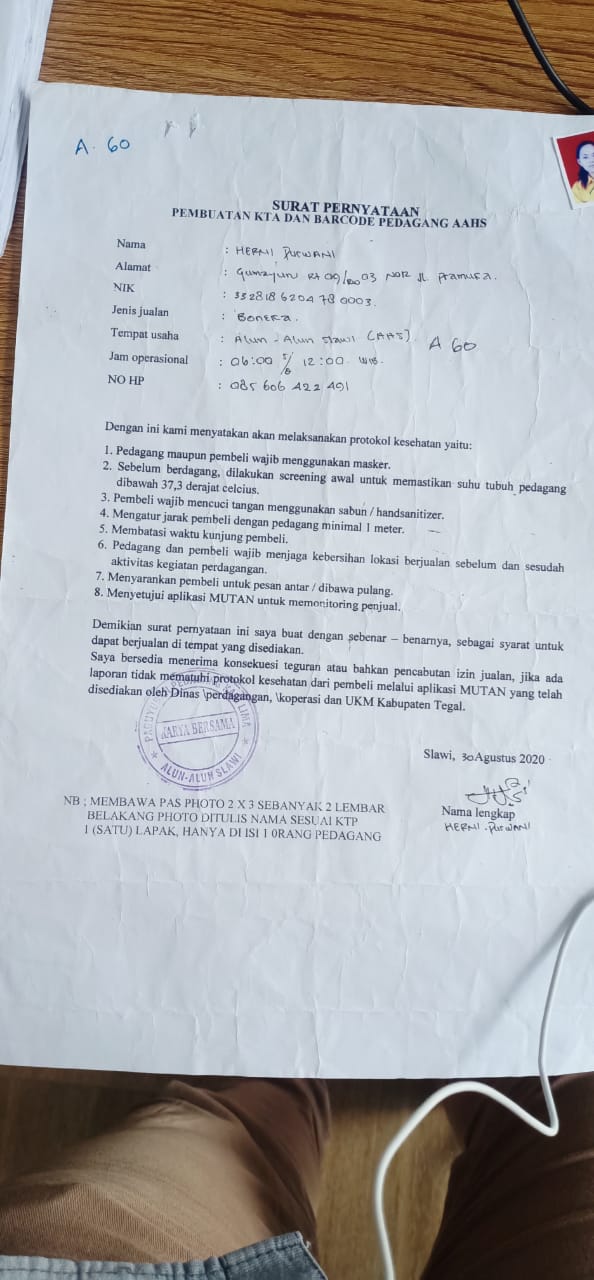 A. 60
SURAT PERNYATAAN
PEMBUATAN KTA DAN BARCODE PEDAGANG AAHS
Nama : HERNI PURWANI
Alamat : Gumayun Rt 09/ 03 NOR Jl. Pramuka.
NIK : 332818 6204 78 0003.
Jenis jualan : BONEKA.
Tempat usaha : Alun - Alun Slawi (AAS). A 60
Jam operasional : 06:00 s/d 12:00 WIB.
NO HP : 085 606 422 491
Dengan ini kami menyatakan akan melaksanakan protokol kesehatan yaitu:
1. Pedagang maupun pembeli wajib menggunakan masker.
2. Sebelum berdagang, dilakukan screening awal untuk memastikan suhu tubuh pedagang
dibawah 37,3 derajat celcius.
3. Pembeli wajib mencuci tangan menggunakan sabun / handsanitizer.
4. Mengatur jarak pembeli dengan pedagang minimal 1 meter.
5. Membatasi waktu kunjung pembeli.
6. Pedagang dan pembeli wajib menjaga kebersihan lokasi berjualan sebelum dan sesudah
aktivitas kegiatan perdagangan.
7. Menyarankan pembeli untuk pesan antar / dibawa pulang.
8. Menyetujui aplikasi MUTAN untuk memonitoring penjual.
Demikian surat pernyataan ini saya buat dengan sebenar – benarnya, sebagai syarat untuk
dapat berjualan di tempat yang disediakan.
Saya bersedia menerima konsekuesi teguran atau bahkan pencabutan izin jualan, jika ada
laporan tidak mematuhi protokol kesehatan dari pembeli melalui aplikasi MUTAN yang telah
disediakan oleh Dinas \perdagangan, \koperasi dan UKM Kabupaten Tegal.
KARYA BERSAMA
ALUN-ALUN SLAWI
Slawi, 30 Agustus 2020
Nama lengkap
HERNI PURWANI
NB ; MEMBAWA PAS PHOTO 2 X 3 SEBANYAK 2 LEMBAR
BELAKANG PHOTO DITULIS NAMA SESUAI KTP
1 (SATU) LAPAK, HANYA DI ISI 1 0RANG PEDAGANG